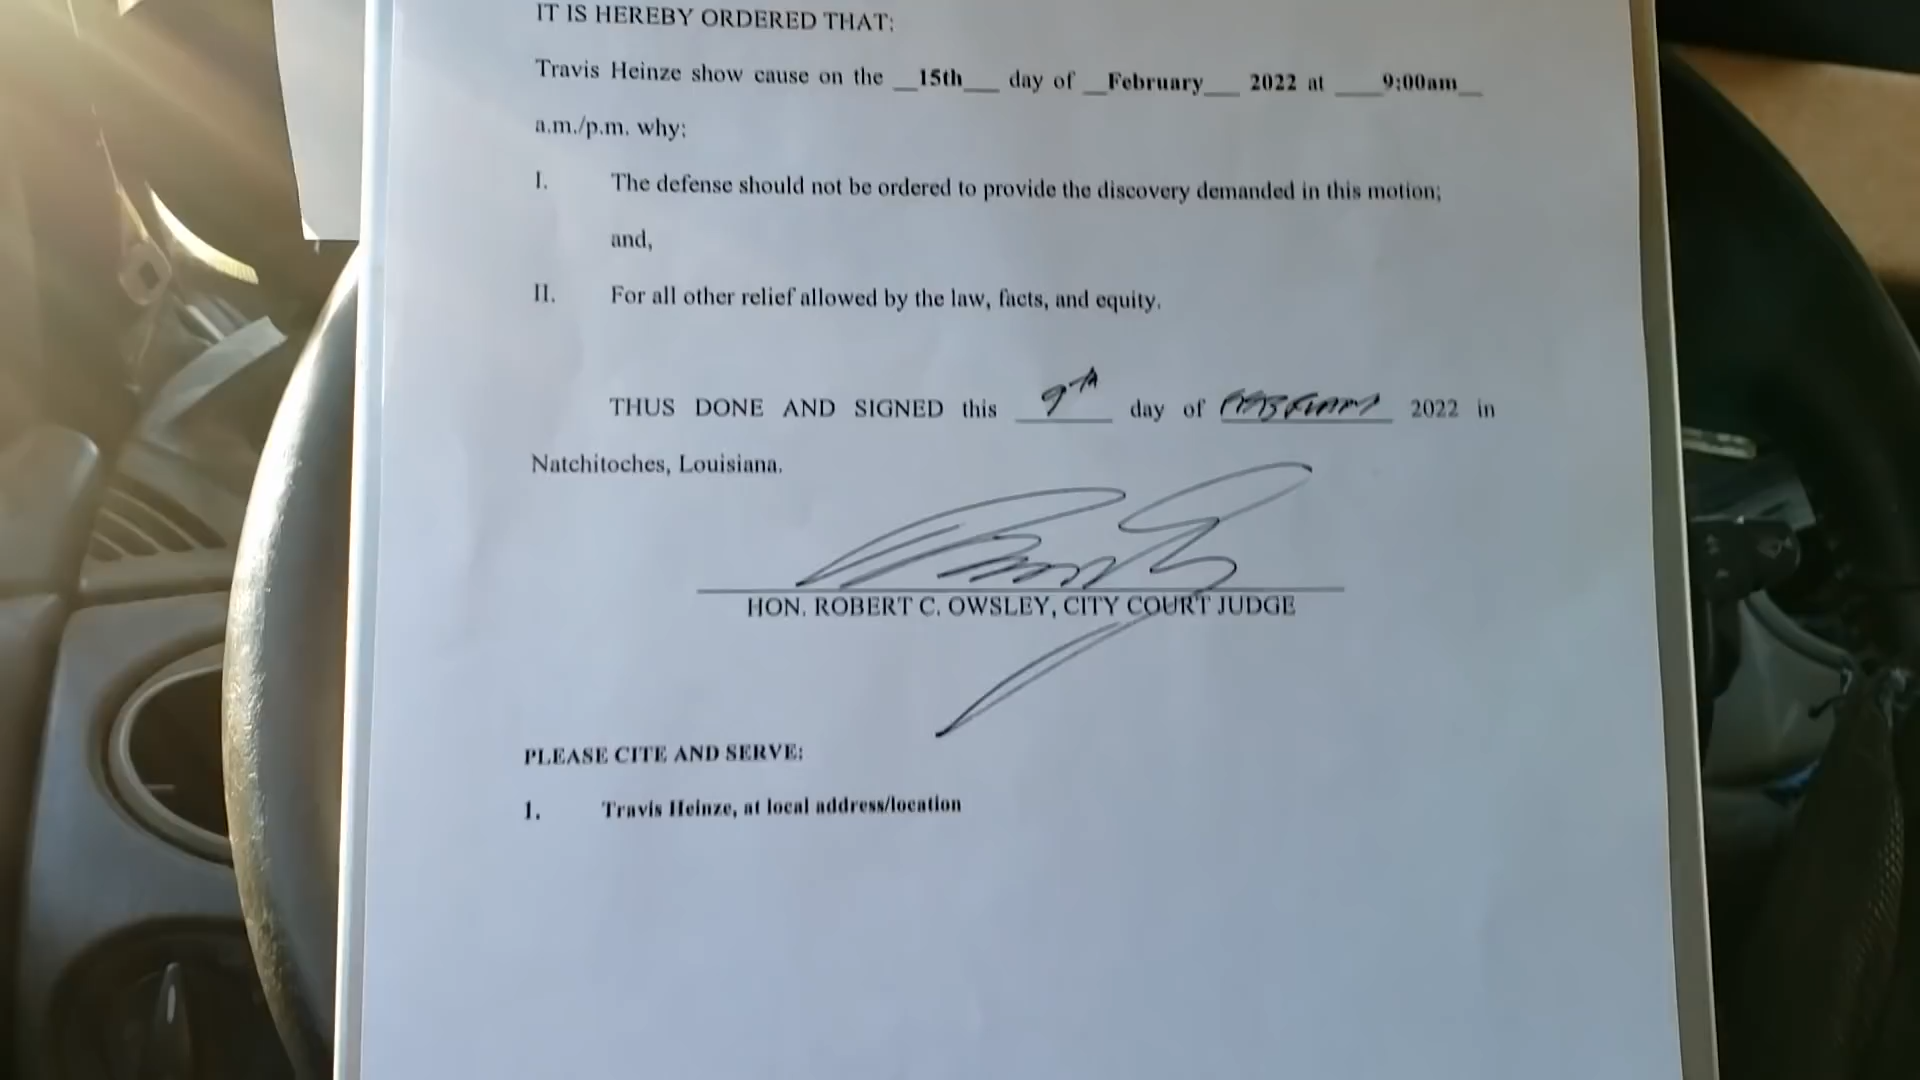 IT IS HEREBY ORDERED THAT:
Travis Heinze show cause on the __15th___ day of __February___ 2022 at ____9:00am__
a.m./p.m. why:
I. The defense should not be ordered to provide the discovery demanded in this motion;
and,
II. For all other relief allowed by the law, facts, and equity.
THUS DONE AND SIGNED this 9th day of February 2022 in
Natchitoches, Louisiana.
HON. ROBERT C. OWSLEY, CITY COURT JUDGE
PLEASE CITE AND SERVE:
1. Travis Heinze, at local address/location